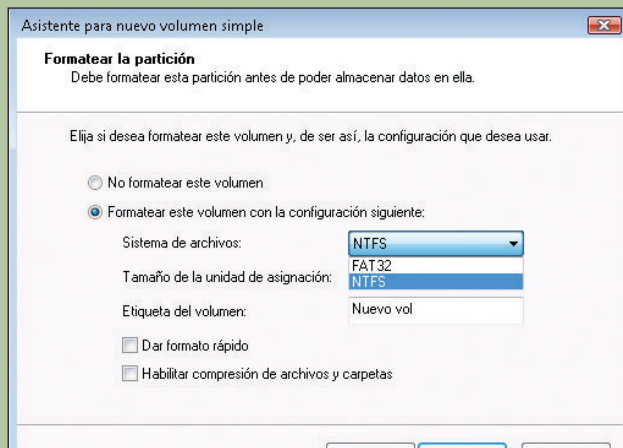 Asistente para nuevo volumen simple
Formatear la partición
Debe formatear esta partición antes de poder almacenar datos en ella.
Elija si desea formatear este volumen y, de ser así, la configuración que desea usar.
No formatear este volumen
Formatear este volumen con la configuración siguiente:
Sistema de archivos: NTFS
FAT32
Tamaño de la unidad de asignación: NTFS
Etiqueta del volumen: Nuevo vol
Dar formato rápido
Habilitar compresión de archivos y carpetas